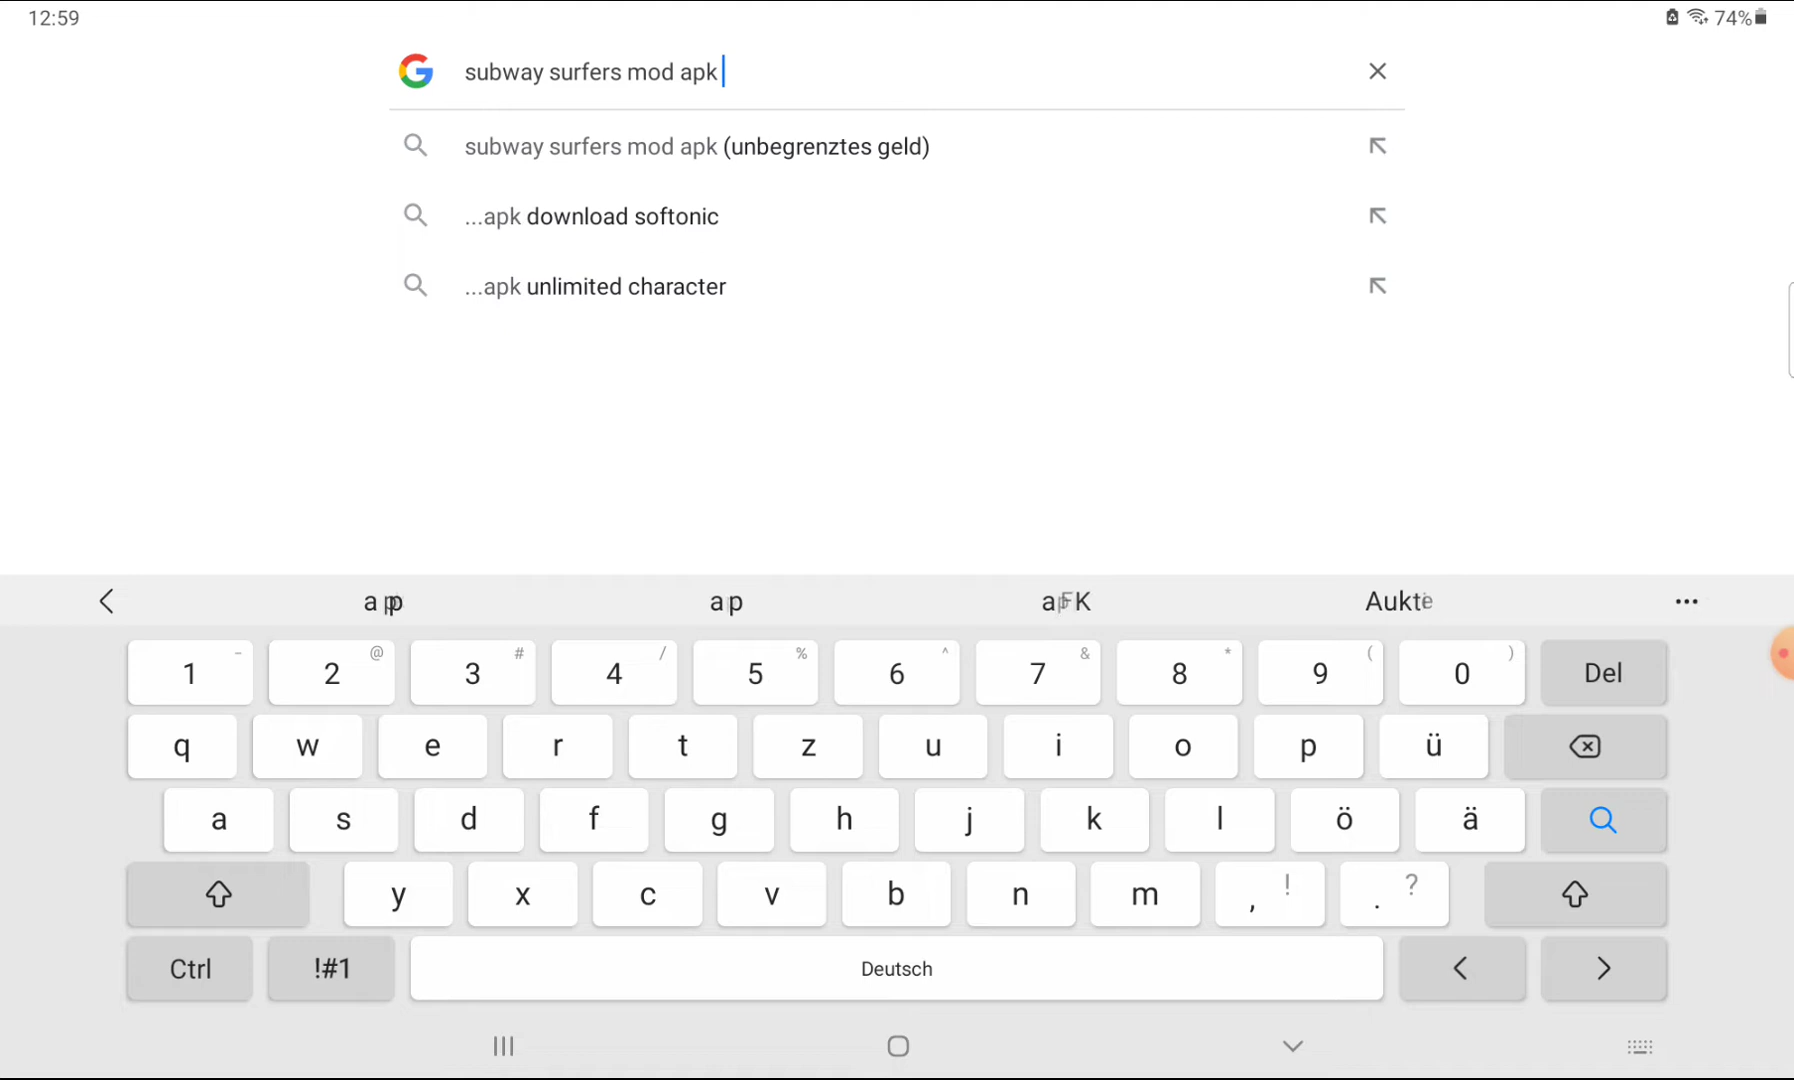 12:59
74%
subway surfers mod apk
subway surfers mod apk (unbegrenztes geld)
...apk download softonic
...apk unlimited character
1 - 2 @ 3 # 4 / 5 % 6 ^ 7 & 8 * 9 ( 0 ) Del
q w e r t z u i o p ü
a s d f g h j k l ö ä
y x c v b n m , ! . ?
Ctrl !#1 Deutsch < >